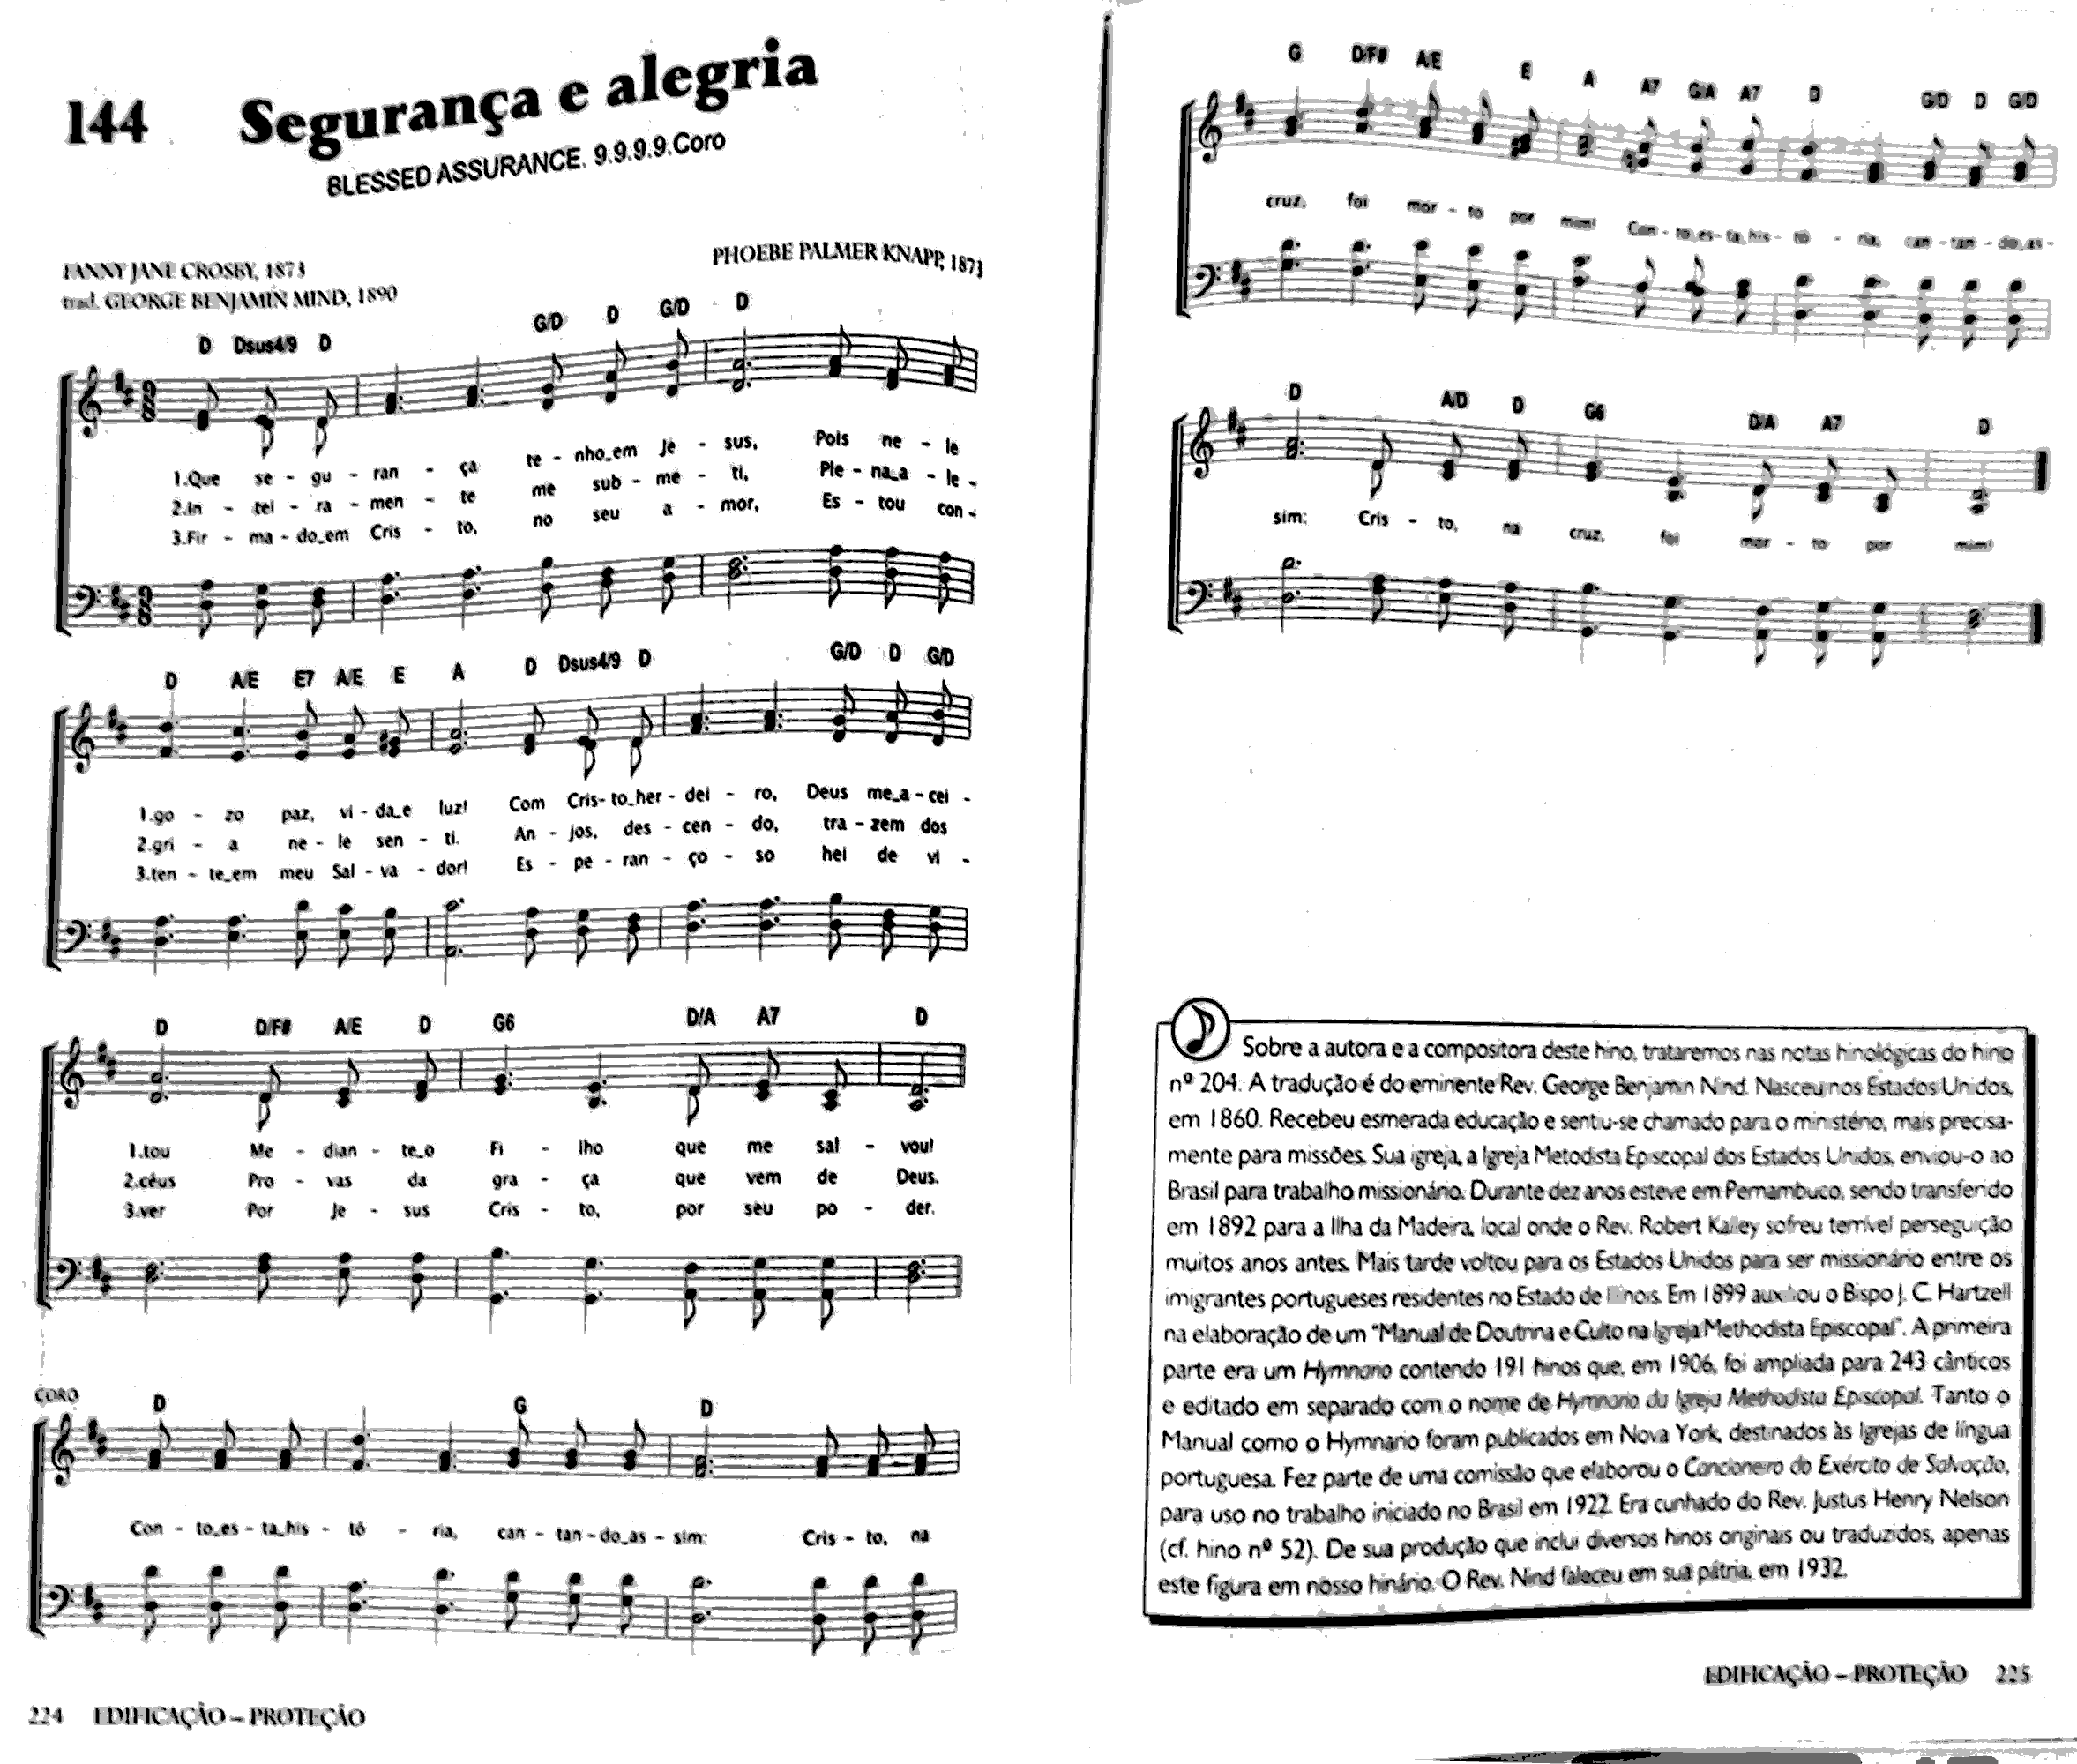 144
Segurança e alegria
BLESSED ASSURANCE. 9.9.9.9.Coro
FANNY JANE CROSBY, 1873
trad. GEORGE BENJAMIN MIND, 1890
PHOEBE PALMER KNAPP, 1873
D Dsus4/9 D G/D D G/D D
1.Que se - gu - ran - ça te - nho_em Je - sus, Pois ne - le
2.In - tei - ra - men - te me sub - me - ti, Ple - na_a - le -
3.Fir - ma - do_em Cris - to, no seu a - mor, Es - tou con -
D A/E E7 A/E E A D Dsus4/9 D G/D D G/D
1.go - zo paz, vi - da_e luz! Com Cris - to_her - dei - ro, Deus me_a - cei -
2.gri - a ne - le sen - ti. An - jos, des - cen - do, tra - zem dos
3.ten - te_em meu Sal - va - dor! Es - pe - ran - ço - so hei de vi -
D D/F# A/E D G6 D/A A7 D
1.tou Me - dian - te_o Fi - lho que me sal - vou!
2.céus Pro - vas da gra - ça que vem de Deus.
3.ver Por Je - sus Cris - to, por seu po - der.
CORO
D G D
Con - to_es - ta_his - tó - ria, can - tan - do_as - sim: Cris - to, na
224 EDIFICAÇÃO – PROTEÇÃO
G D/F# A/E E A A7 G/A A7 D G/D D G/D
cruz, foi mor - to por mim! Con - to_es - ta_his - tó - ria, can - tan - do_as -
D A/D D G6 D/A A7 D
sim: Cris - to, na cruz, foi mor - to por mim!
Sobre a autora e a compositora deste hino, trataremos nas notas hinológicas do hino
nº 204. A tradução é do eminente Rev. George Benjamin Nind. Nasceu nos Estados Unidos,
em 1860. Recebeu esmerada educação e sentiu-se chamado para o ministério, mais precisa-
mente para missões. Sua igreja, a Igreja Metodista Episcopal dos Estados Unidos, enviou-o ao
Brasil para trabalho missionário. Durante dez anos esteve em Pernambuco, sendo transferido
em 1892 para a Ilha da Madeira, local onde o Rev. Robert Kalley sofreu terrível perseguição
muitos anos antes. Mais tarde voltou para os Estados Unidos para ser missionário entre os
imigrantes portugueses residentes no Estado de Illinois. Em 1899 auxiliou o Bispo J. C. Hartzell
na elaboração de um "Manual de Doutrina e Culto na Igreja Methodista Episcopal". A primeira
parte era um Hymnario contendo 191 hinos que, em 1906, foi ampliada para 243 cânticos
e editado em separado com o nome de Hymnario da Igreja Methodista Episcopal. Tanto o
Manual como o Hymnario foram publicados em Nova York, destinados às Igrejas de língua
portuguesa. Fez parte de uma comissão que elaborou o Cancioneiro do Exército de Salvação,
para uso no trabalho iniciado no Brasil em 1922. Era cunhado do Rev. Justus Henry Nelson
(cf. hino nº 52). De sua produção que inclui diversos hinos originais ou traduzidos, apenas
este figura em nosso hinário. O Rev. Nind faleceu em sua pátria, em 1932.
EDIFICAÇÃO – PROTEÇÃO 225